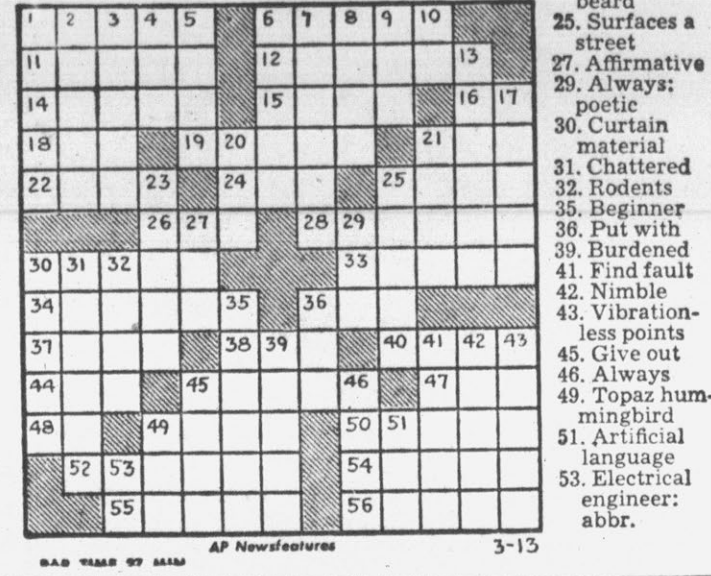 1 2 3 4 5 6 7 8 9 10
11 12 13
14 15 16 17
18 19 20 21
22 23 24 25
26 27 28 29
30 31 32 33
34 35 36
37 38 39 40 41 42 43
44 45 46 47
48 49 50 51
52 53 54
55 56
AP Newsfeatures 3-13
beard
25. Surfaces a
street
27. Affirmative
29. Always:
poetic
30. Curtain
material
31. Chattered
32. Rodents
35. Beginner
36. Put with
39. Burdened
41. Find fault
42. Nimble
43. Vibration-
less points
45. Give out
46. Always
49. Topaz hum-
mingbird
51. Artificial
language
53. Electrical
engineer:
abbr.